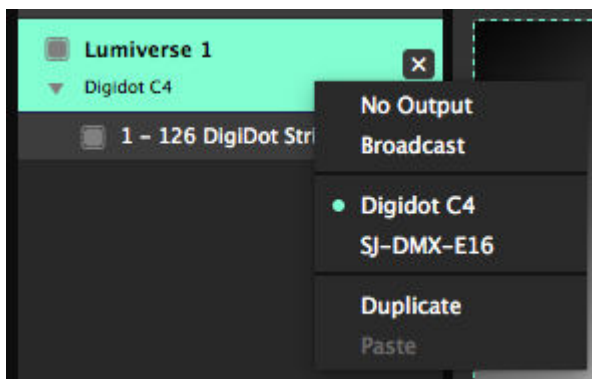 Lumiverse 1
Digidot C4
1 – 126 DigiDot Stri
No Output
Broadcast
Digidot C4
SJ–DMX–E16
Duplicate
Paste